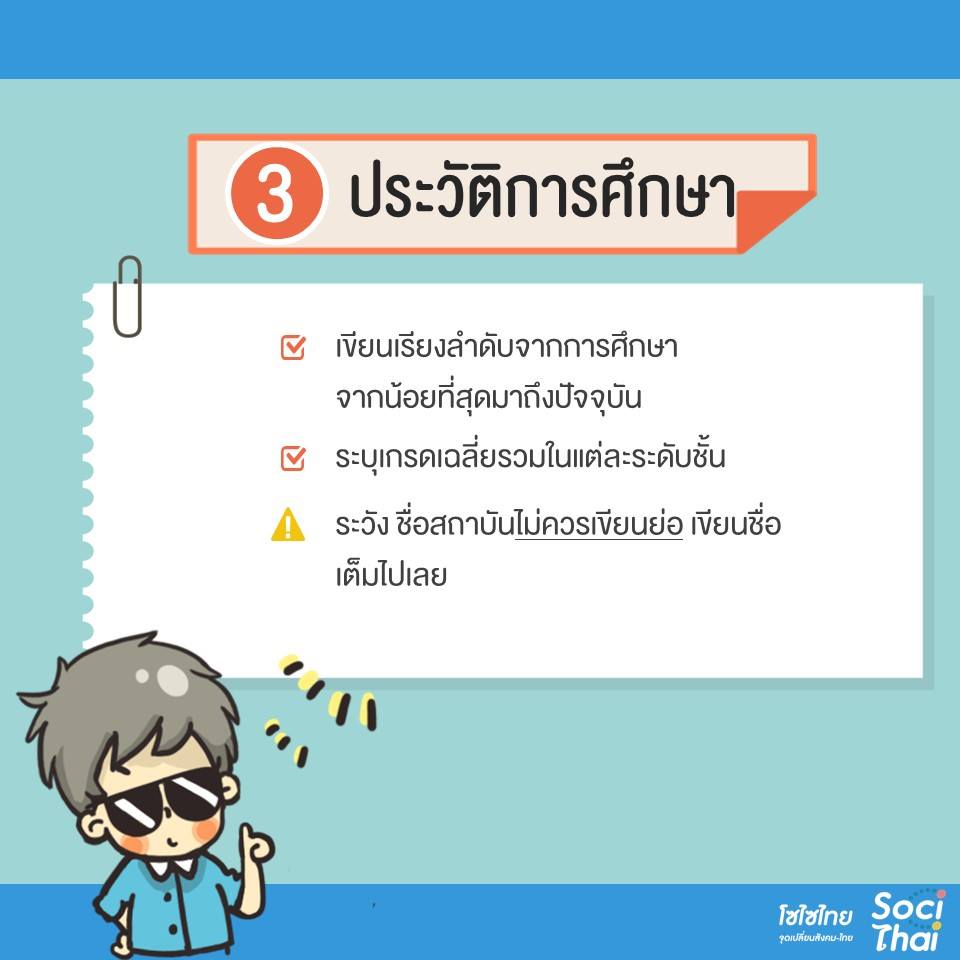 3 ประวัติการศึกษา
เขียนเรียงลำดับจากการศึกษา
จากน้อยที่สุดมาถึงปัจจุบัน
ระบุเกรดเฉลี่ยรวมในแต่ละระดับชั้น
ระวัง ชื่อสถาบันไม่ควรเขียนย่อ เขียนชื่อ
เต็มไปเลย
โซไซไทย
จุดเปลี่ยนสังคม-ไทย
Soci
Thai